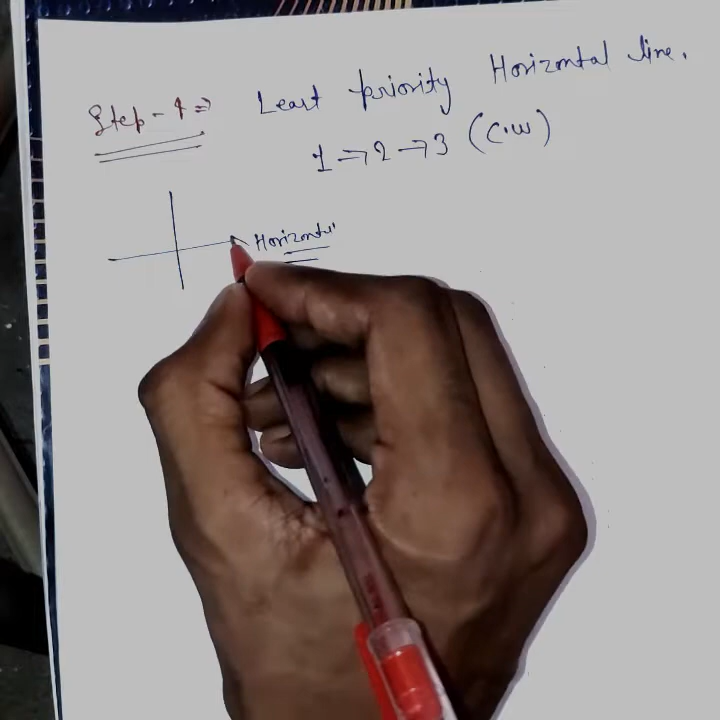 Step-4 ⇒ Least priority Horizontal line.
1 ⇒ 2 → 3 (C.W)
Horizontal